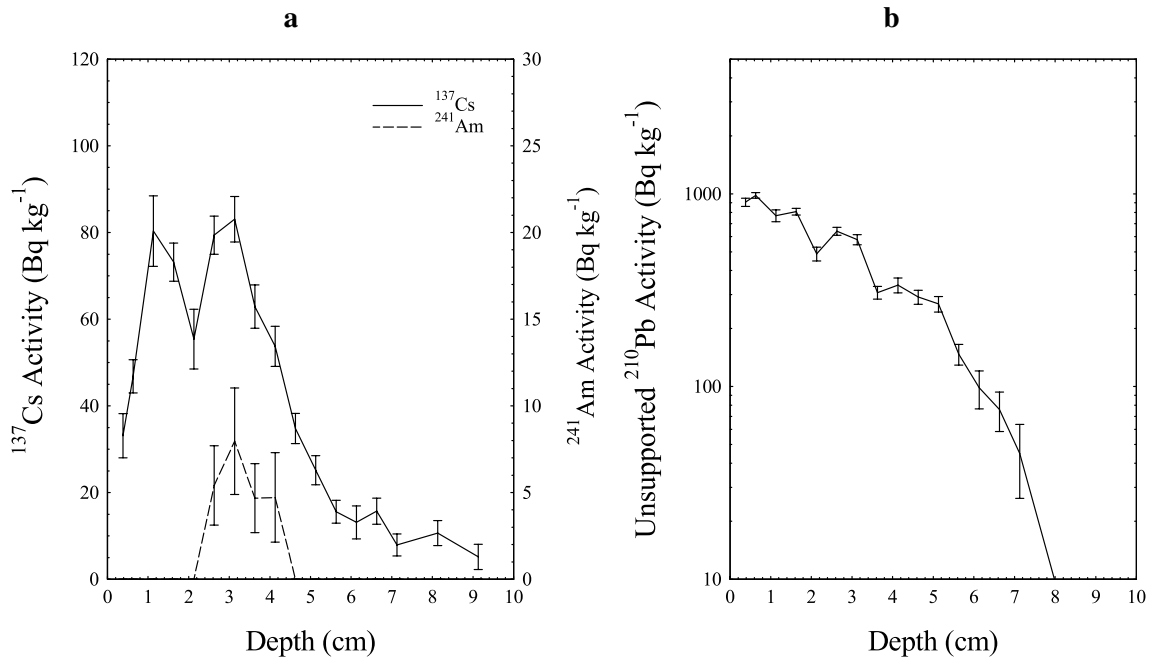 a
b
120
100
80
60
40
20
0
¹³⁷Cs Activity (Bq kg⁻¹)
¹³⁷Cs
²⁴¹Am
30
25
20
15
10
5
0
²⁴¹Am Activity (Bq kg⁻¹)
0 1 2 3 4 5 6 7 8 9 10
Depth (cm)
1000
100
10
Unsupported ²¹⁰Pb Activity (Bq kg⁻¹)
0 1 2 3 4 5 6 7 8 9 10
Depth (cm)